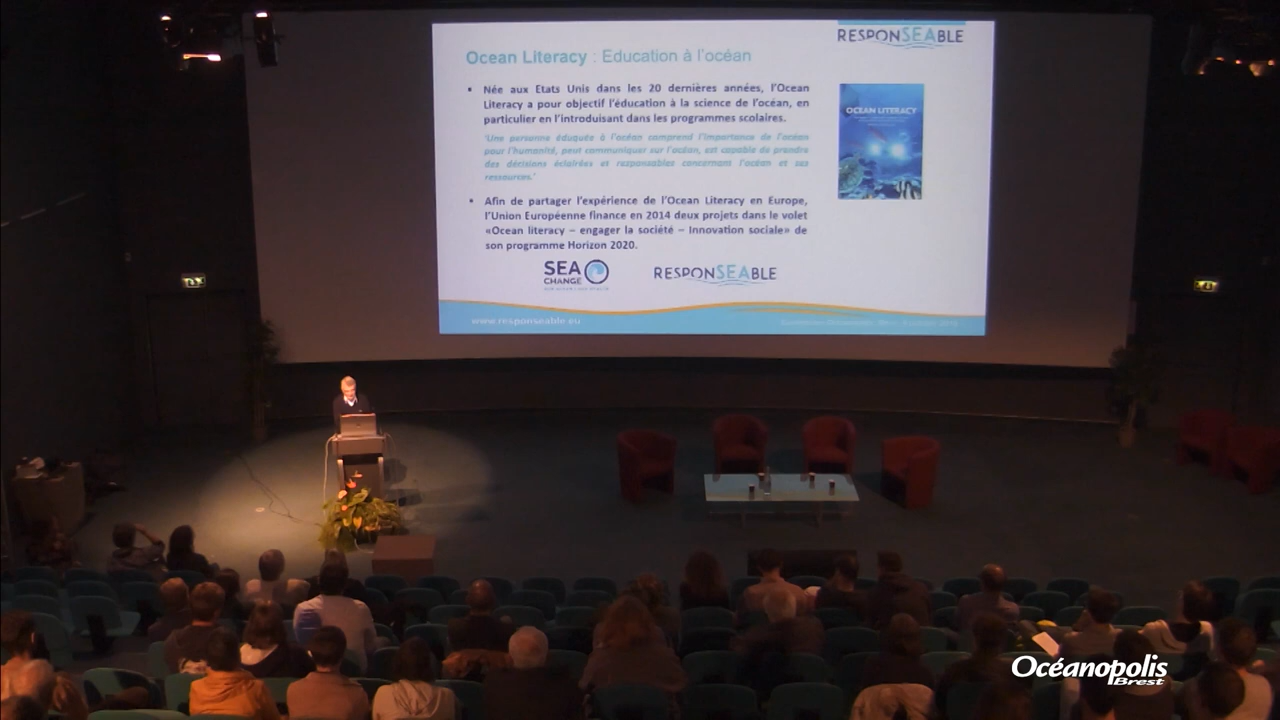 RESPONSEABLE
Ocean Literacy : Education à l'océan
• Née aux Etats Unis dans les 20 dernières années, l'Ocean
Literacy a pour objectif l'éducation à la science de l'océan, en
particulier en l'introduisant dans les programmes scolaires.
'Une personne éduquée à l'océan comprend l'importance de l'océan
pour l'humanité, peut communiquer sur l'océan, est capable de prendre
des décisions éclairées et responsables concernant l'océan et ses
ressources.'
OCEAN LITERACY
• Afin de partager l'expérience de l'Ocean Literacy en Europe,
l'Union Européenne finance en 2014 deux projets dans le volet
«Ocean literacy – engager la société – Innovation sociale» de
son programme Horizon 2020.
SEA
CHANGE
RESPONSEABLE
www.responseable.eu
Océanopolis
Brest